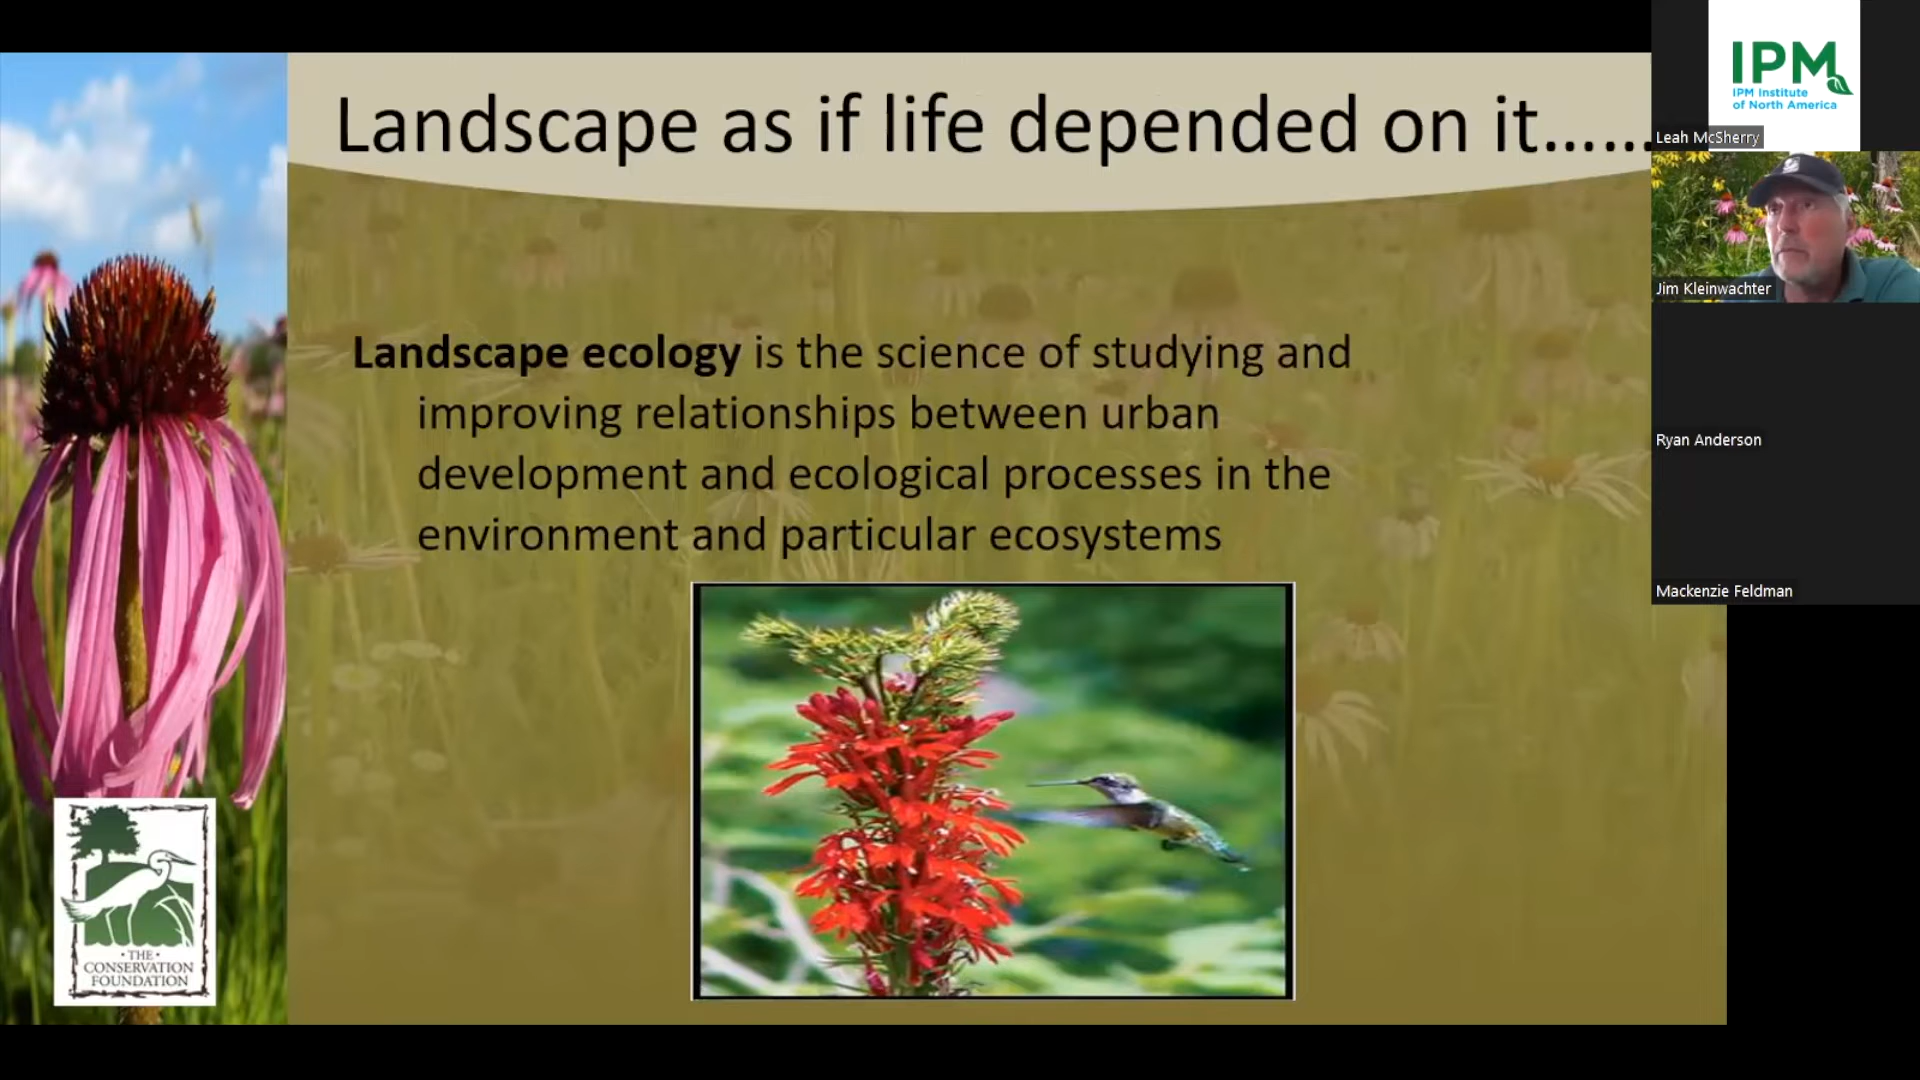 Landscape as if life depended on it......
Landscape ecology is the science of studying and
improving relationships between urban
development and ecological processes in the
environment and particular ecosystems
· THE ·
CONSERVATION
FOUNDATION
IPM
IPM Institute
of North America
Leah McSherry
Jim Kleinwachter
Ryan Anderson
Mackenzie Feldman